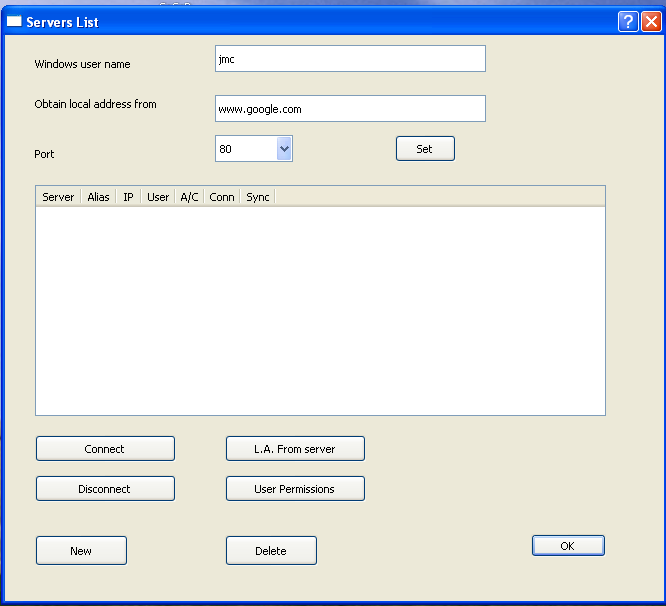 Servers List
Windows user name
jmc
Obtain local address from
www.google.com
Port
80
Set
Server Alias IP User A/C Conn Sync
Connect
L.A. From server
Disconnect
User Permissions
New
Delete
OK